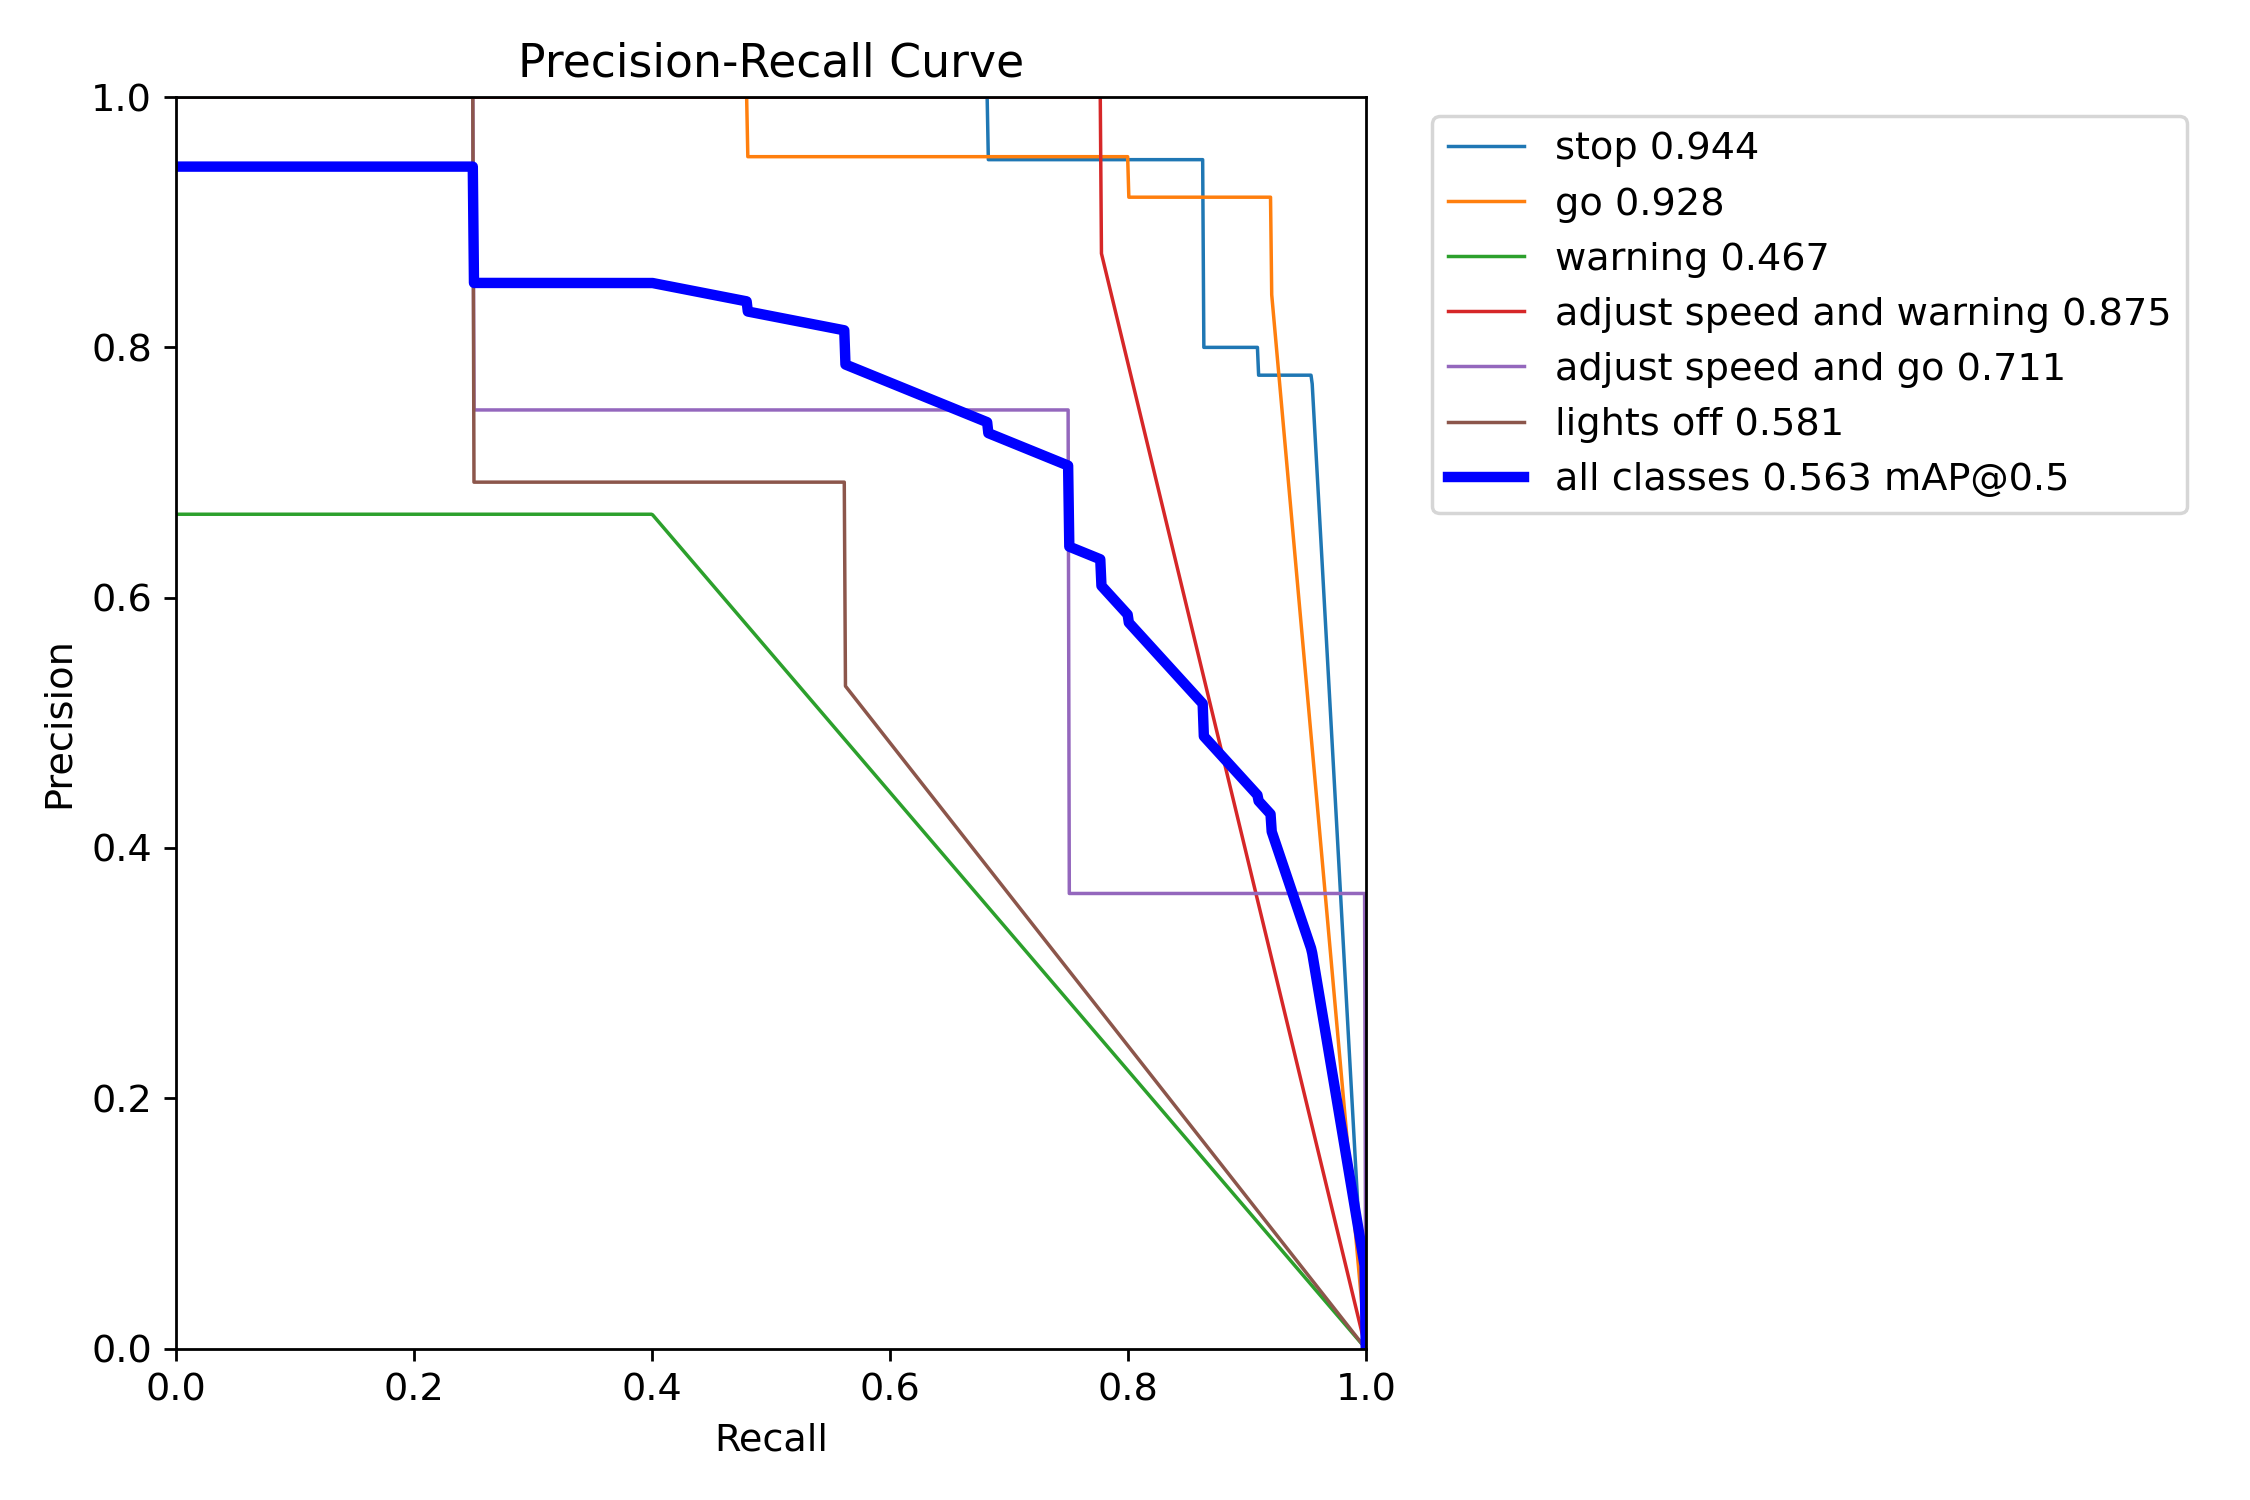 Precision-Recall Curve
1.0
0.8
0.6
0.4
0.2
0.0
Precision
0.0 0.2 0.4 0.6 0.8 1.0
Recall
stop 0.944
go 0.928
warning 0.467
adjust speed and warning 0.875
adjust speed and go 0.711
lights off 0.581
all classes 0.563 mAP@0.5